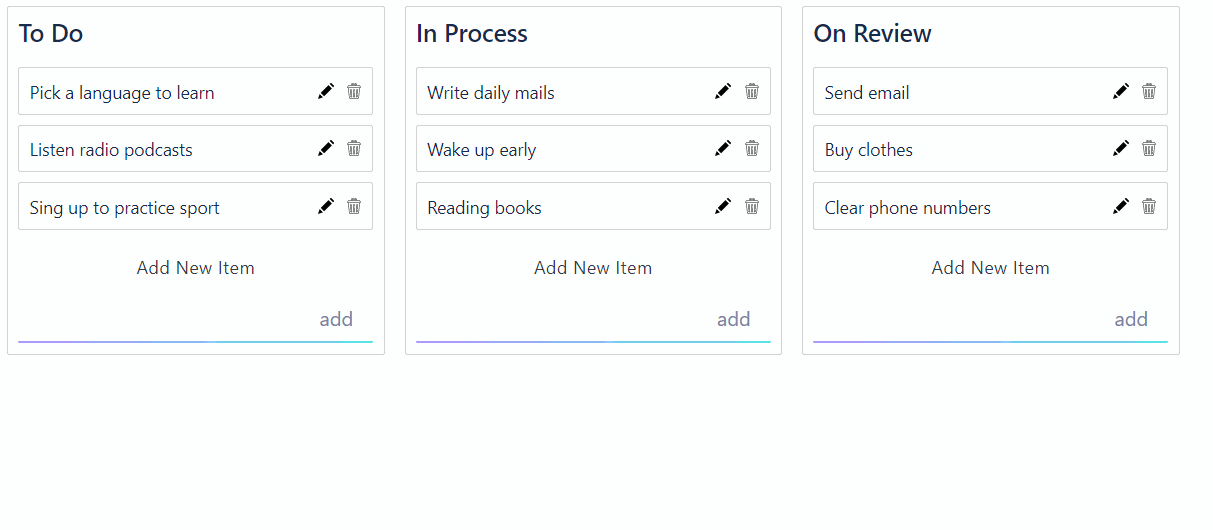 To Do
Pick a language to learn
Listen radio podcasts
Sing up to practice sport
Add New Item
add
In Process
Write daily mails
Wake up early
Reading books
Add New Item
add
On Review
Send email
Buy clothes
Clear phone numbers
Add New Item
add